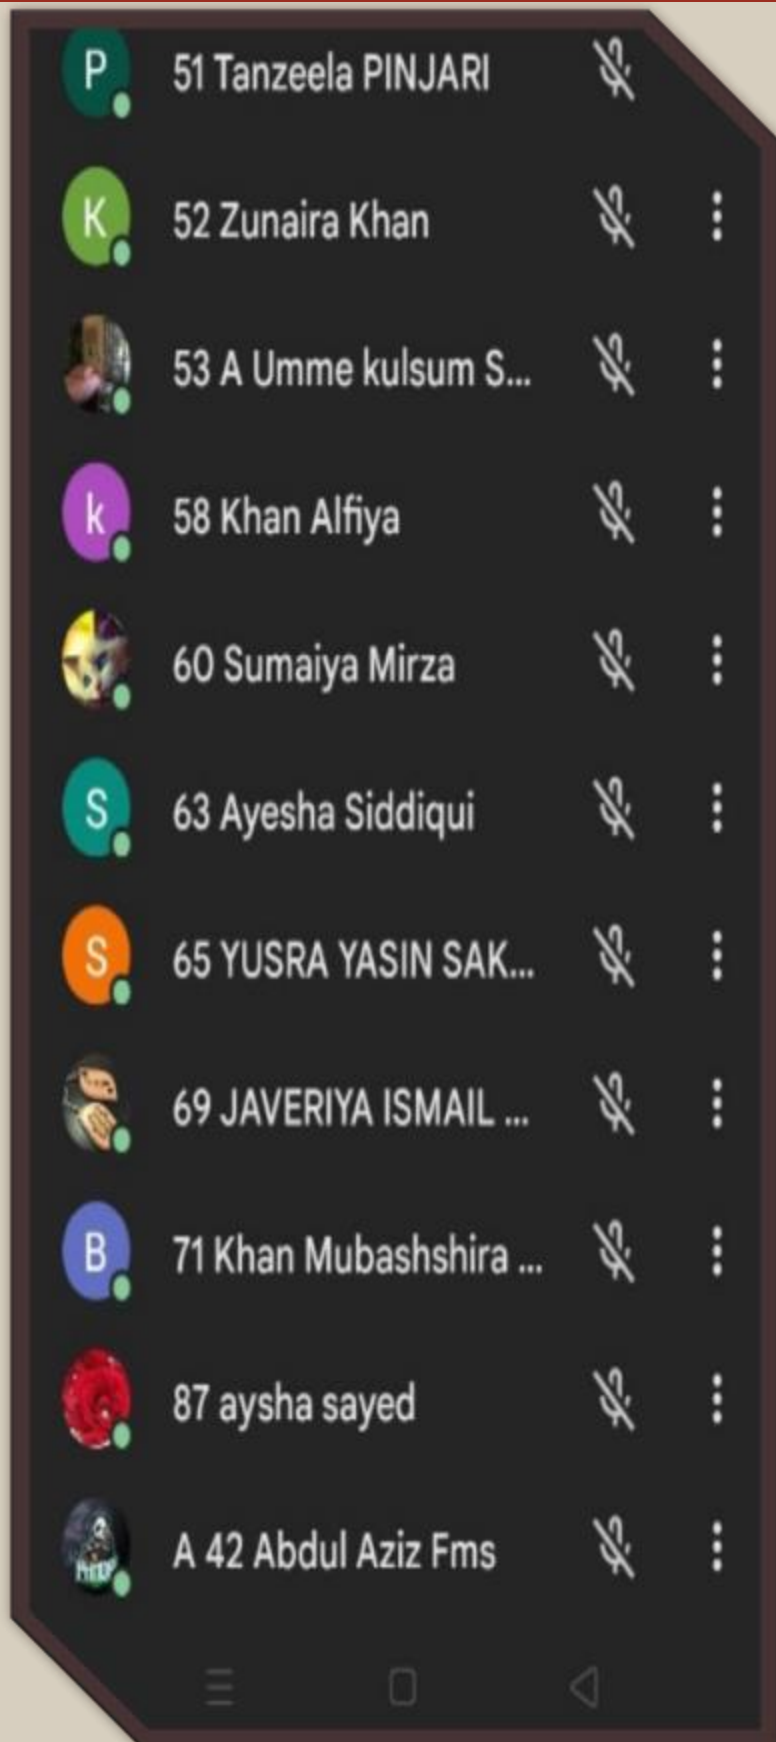 P 51 Tanzeela PINJARI
K 52 Zunaira Khan
53 A Umme kulsum S...
k 58 Khan Alfiya
60 Sumaiya Mirza
S 63 Ayesha Siddiqui
S 65 YUSRA YASIN SAK...
69 JAVERIYA ISMAIL ...
B 71 Khan Mubashshira ...
87 aysha sayed
A 42 Abdul Aziz Fms